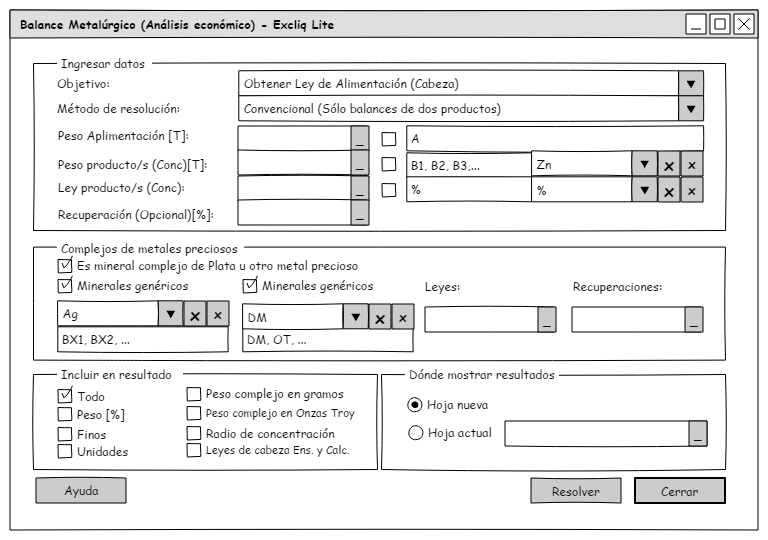 Balance Metalúrgico (Análisis económico) - Excliq Lite
Ingresar datos
Objetivo: Obtener Ley de Alimentación (Cabeza)
Método de resolución: Convencional (Sólo balances de dos productos)
Peso Aplimentación [T]: _ A
Peso producto/s (Conc)[T]: _ B1, B2, B3,... Zn x x
Ley producto/s (Conc): _ % % x x
Recuperación (Opcional)[%]: _
Complejos de metales preciosos
Es mineral complejo de Plata u otro metal precioso
Minerales genéricos Minerales genéricos Leyes: Recuperaciones:
Ag x x DM x x _ _
BX1, BX2, ... DM, OT, ...
Incluir en resultado
Todo Peso complejo en gramos
Peso [%] Peso complejo en Onzas Troy
Finos Radio de concentración
Unidades Leyes de cabeza Ens. y Calc.
Dónde mostrar resultados
Hoja nueva
Hoja actual _
Ayuda Resolver Cerrar